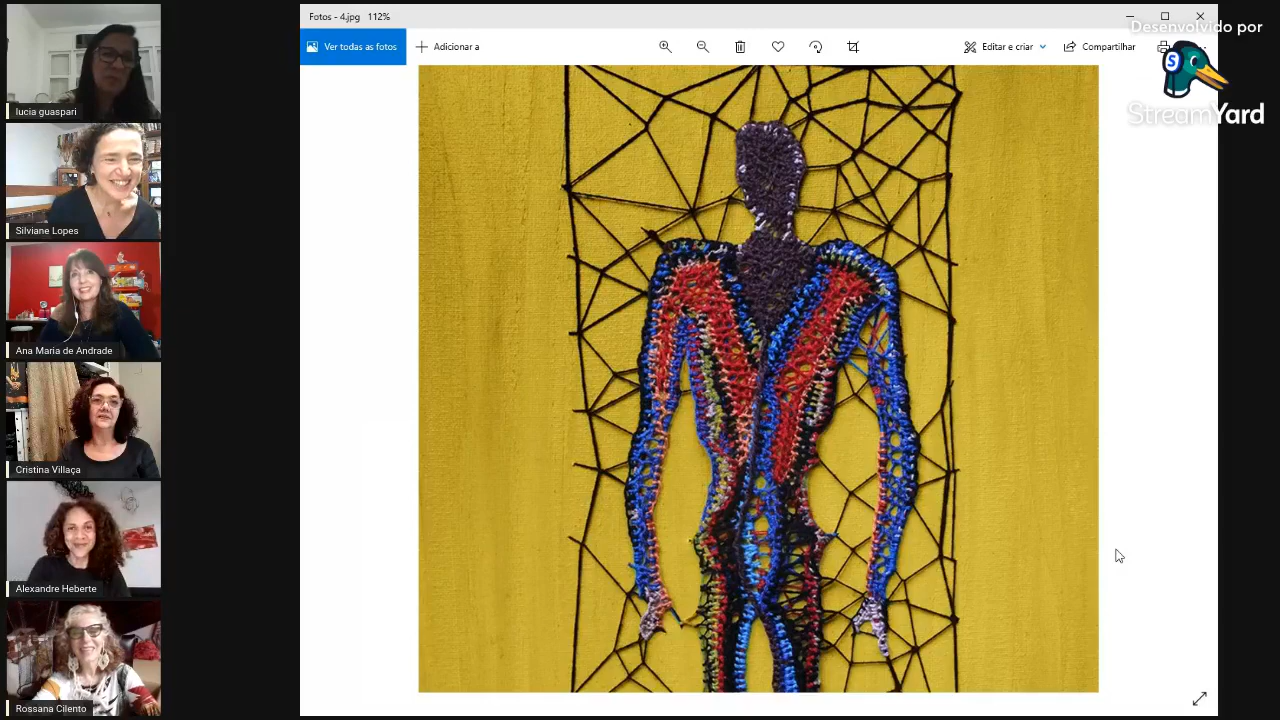 Fotos - 4.jpg 112%
Desenvolvido por
Ver todas as fotos
Adicionar a
Editar e criar
Compartilhar
S
StreamYard
lucia guaspari
Silviane Lopes
Ana Maria de Andrade
Cristina Villaça
Alexandre Heberte
Rossana Cilento